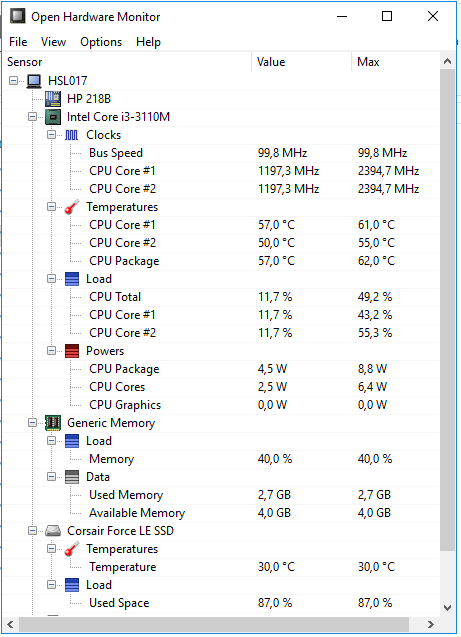 Open Hardware Monitor
File View Options Help
Sensor Value Max
HSL017
HP 218B
Intel Core i3-3110M
Clocks
Bus Speed 99,8 MHz 99,8 MHz
CPU Core #1 1197,3 MHz 2394,7 MHz
CPU Core #2 1197,3 MHz 2394,7 MHz
Temperatures
CPU Core #1 57,0 °C 61,0 °C
CPU Core #2 50,0 °C 55,0 °C
CPU Package 57,0 °C 62,0 °C
Load
CPU Total 11,7 % 49,2 %
CPU Core #1 11,7 % 43,2 %
CPU Core #2 11,7 % 55,3 %
Powers
CPU Package 4,5 W 8,8 W
CPU Cores 2,5 W 6,4 W
CPU Graphics 0,0 W 0,0 W
Generic Memory
Load
Memory 40,0 % 40,0 %
Data
Used Memory 2,7 GB 2,7 GB
Available Memory 4,0 GB 4,0 GB
Corsair Force LE SSD
Temperatures
Temperature 30,0 °C 30,0 °C
Load
Used Space 87,0 % 87,0 %